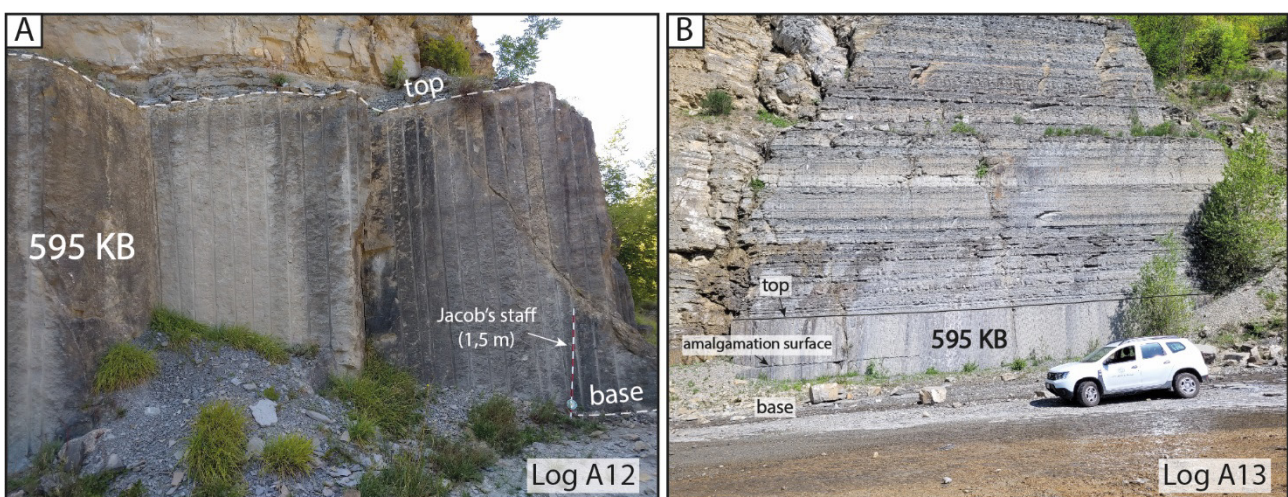 A
top
595 KB
Jacob's staff
(1,5 m)
base
Log A12
B
top
595 KB
amalgamation surface
base
Log A13